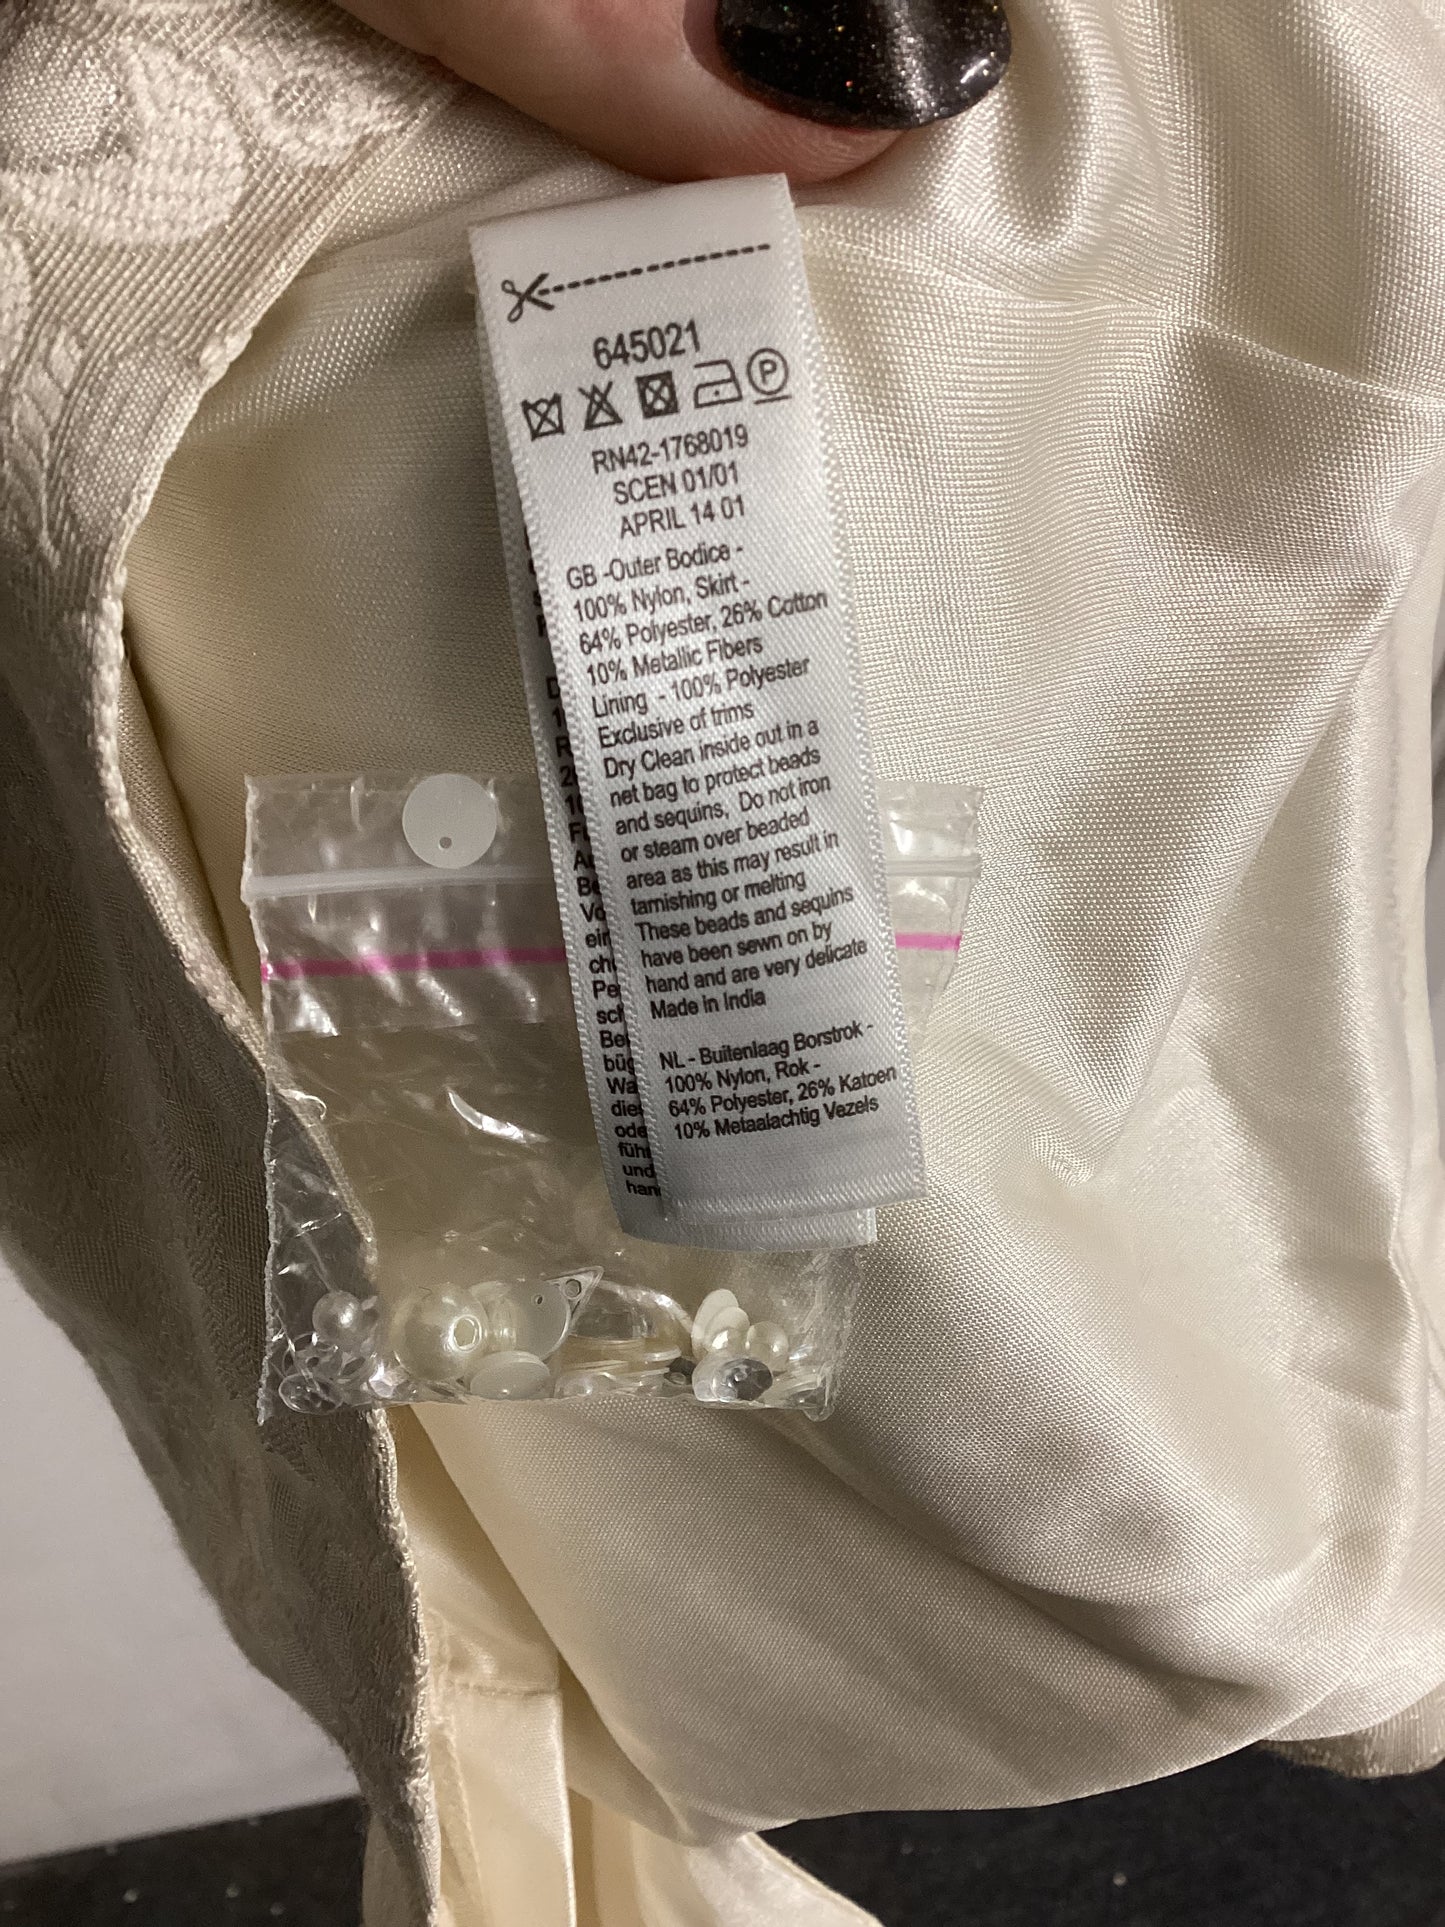 645021
P
RN42-1768019
SCEN 01/01
APRIL 14 01
GB -Outer Bodice -
100% Nylon, Skirt -
64% Polyester, 26% Cotton
10% Metallic Fibers
Lining - 100% Polyester
Exclusive of trims
Dry Clean inside out in a
net bag to protect beads
and sequins, Do not iron
or steam over beaded
area as this may result in
tarnishing or melting
These beads and sequins
have been sewn on by
hand and are very delicate
Made in India
NL - Buitenlaag Borstrok -
100% Nylon, Rok -
64% Polyester, 26% Katoen
10% Metaalachtig Vezels
und